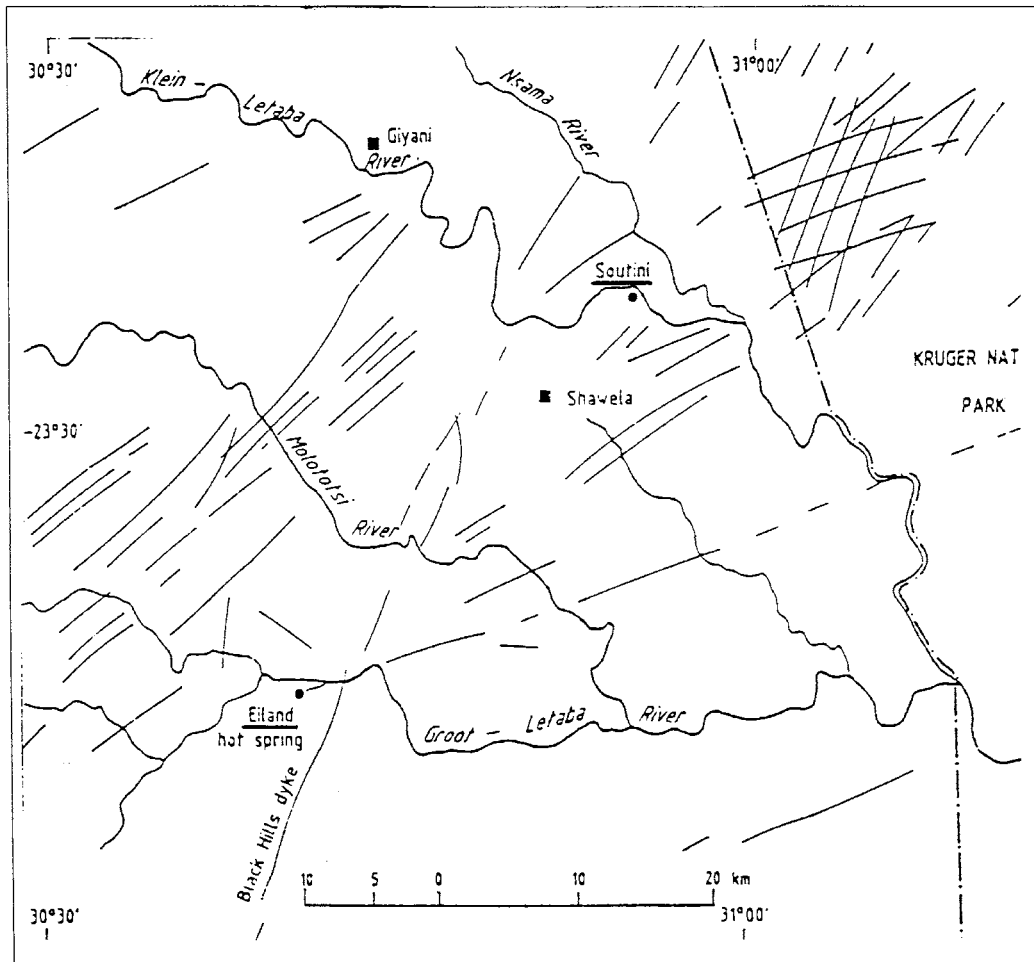 30°30'
31°00'
Klein –
Letaba
River
Nsama
River
Giyani
Soutini
KRUGER NAT
PARK
Shawela
–23°30'
Molototsi
River
Eiland
hot spring
Groot – Letaba River
Black Hills dyke
10 5 0 10 20 km
30°30'
31°00'